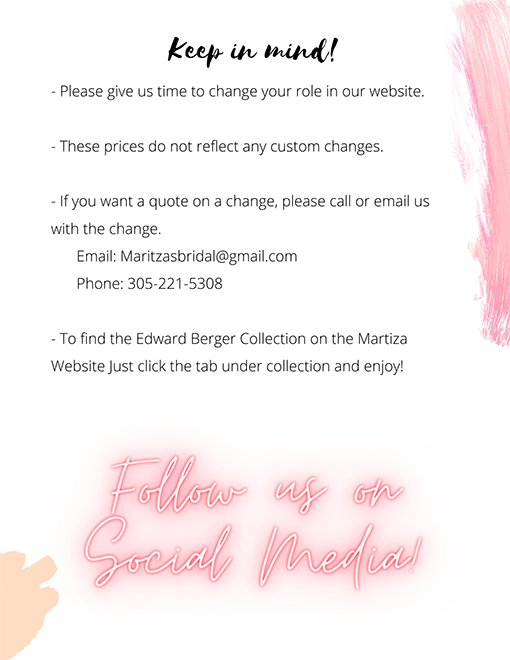 Keep in mind!
- Please give us time to change your role in our website.
- These prices do not reflect any custom changes.
- If you want a quote on a change, please call or email us
with the change.
Email: Maritzasbridal@gmail.com
Phone: 305-221-5308
- To find the Edward Berger Collection on the Martiza
Website Just click the tab under collection and enjoy!
Follow us on
Social Media!